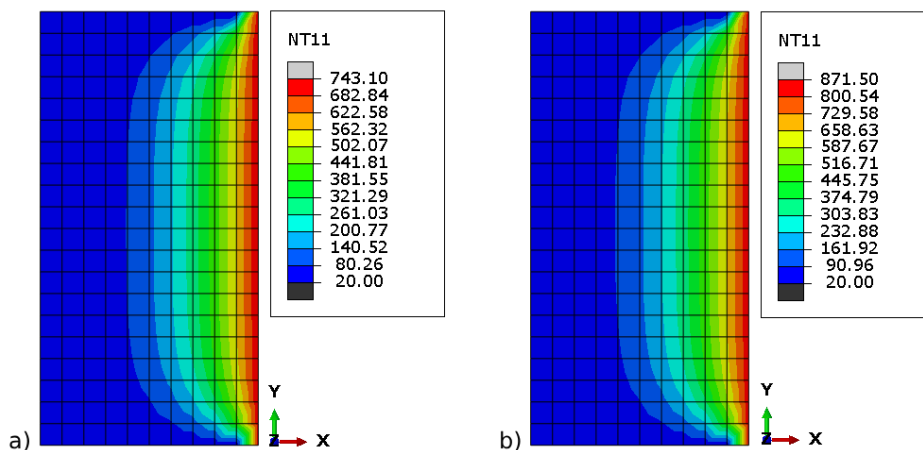 NT11
743.10
682.84
622.58
562.32
502.07
441.81
381.55
321.29
261.03
200.77
140.52
80.26
20.00
Y
Z
X
a)
NT11
871.50
800.54
729.58
658.63
587.67
516.71
445.75
374.79
303.83
232.88
161.92
90.96
20.00
Y
Z
X
b)